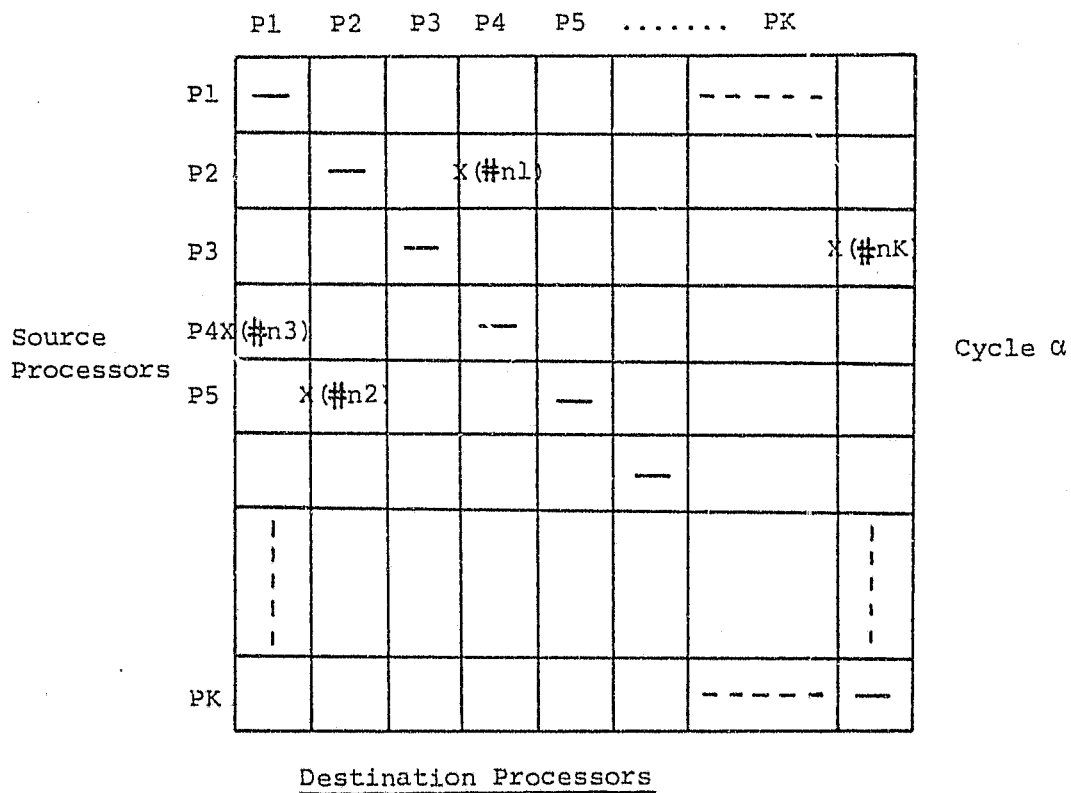 P1 P2 P3 P4 P5 ....... PK
P1
P2 X(#n1)
P3 X(#nK)
P4X(#n3)
Source
Processors
Cycle α
P5 X(#n2)
PK
Destination Processors